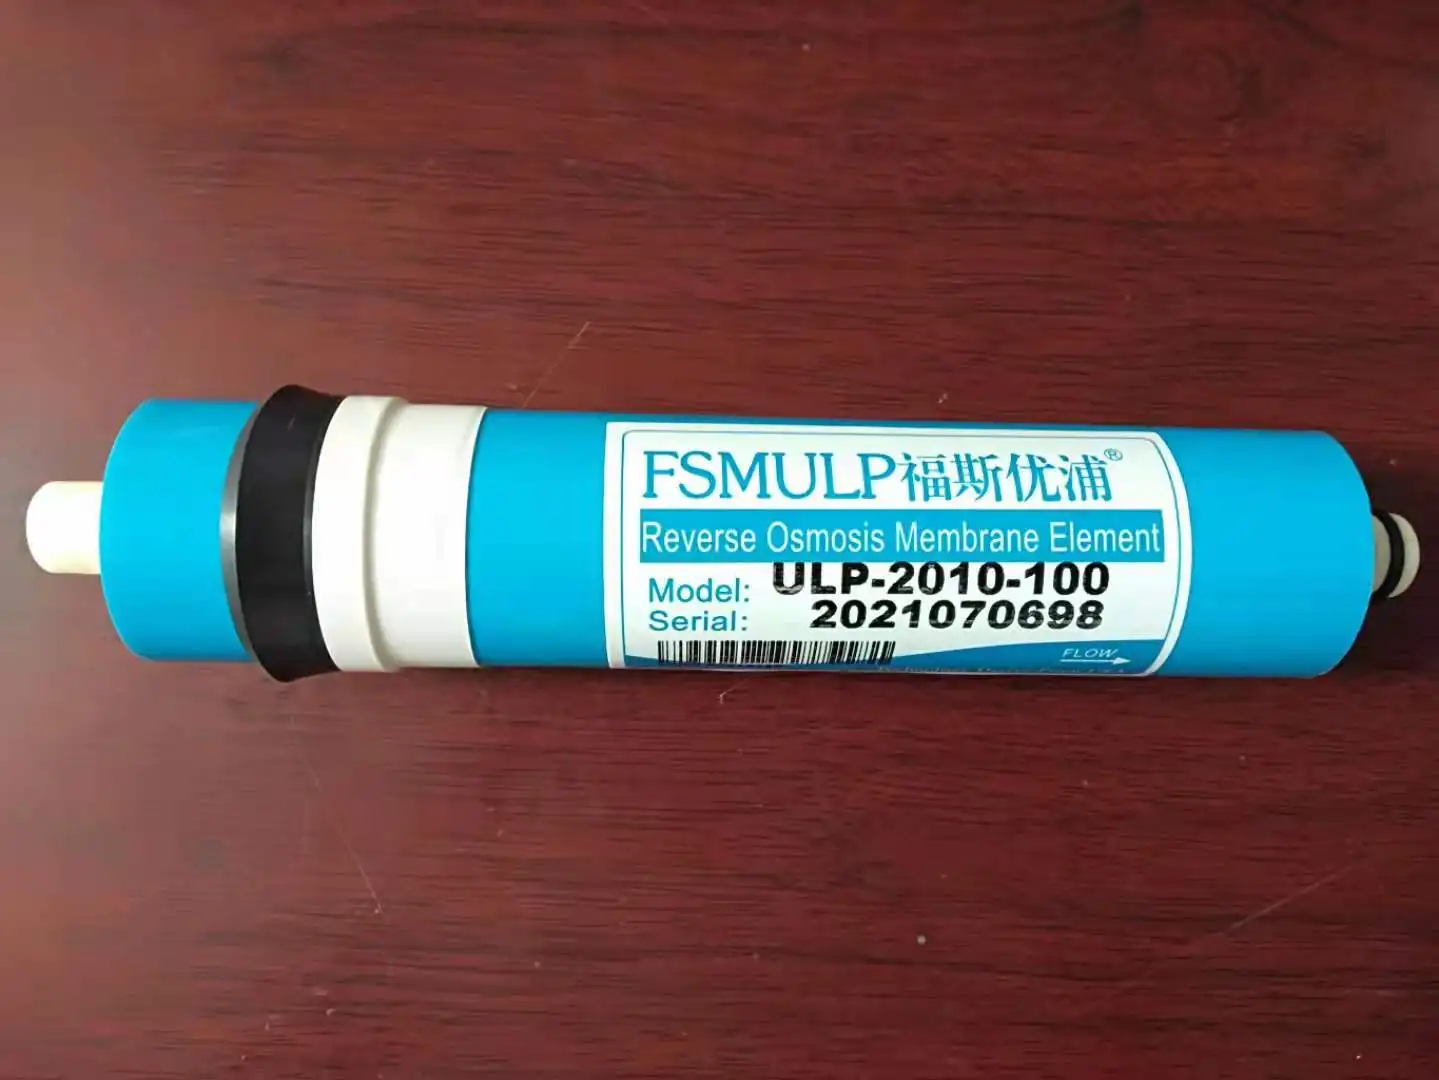 FSMULP福斯优浦®
Reverse Osmosis Membrane Element
Model: ULP-2010-100
Serial: 2021070698
FLOW